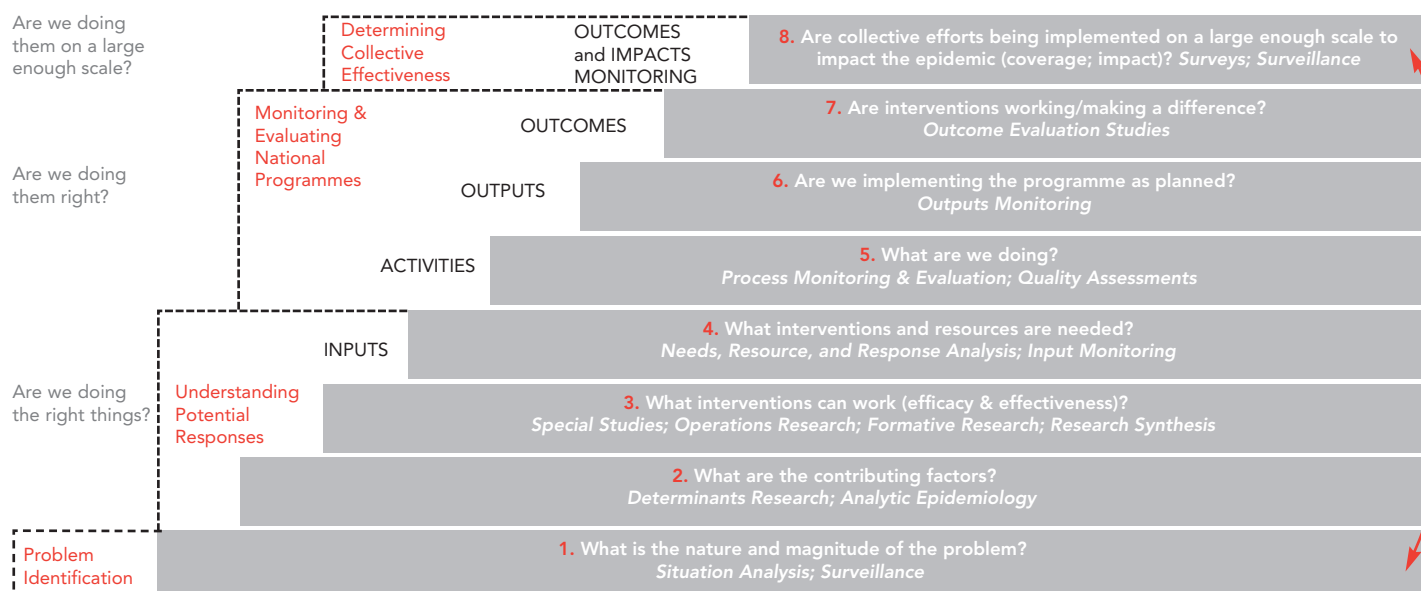 Are we doing
them on a large
enough scale?
Determining
Collective
Effectiveness
OUTCOMES
and IMPACTS
MONITORING
8. Are collective efforts being implemented on a large enough scale to
impact the epidemic (coverage; impact)? Surveys; Surveillance
Monitoring &
Evaluating
National
Programmes
OUTCOMES
7. Are interventions working/making a difference?
Outcome Evaluation Studies
Are we doing
them right?
OUTPUTS
6. Are we implementing the programme as planned?
Outputs Monitoring
ACTIVITIES
5. What are we doing?
Process Monitoring & Evaluation; Quality Assessments
INPUTS
4. What interventions and resources are needed?
Needs, Resource, and Response Analysis; Input Monitoring
Are we doing
the right things?
Understanding
Potential
Responses
3. What interventions can work (efficacy & effectiveness)?
Special Studies; Operations Research; Formative Research; Research Synthesis
2. What are the contributing factors?
Determinants Research; Analytic Epidemiology
Problem
Identification
1. What is the nature and magnitude of the problem?
Situation Analysis; Surveillance